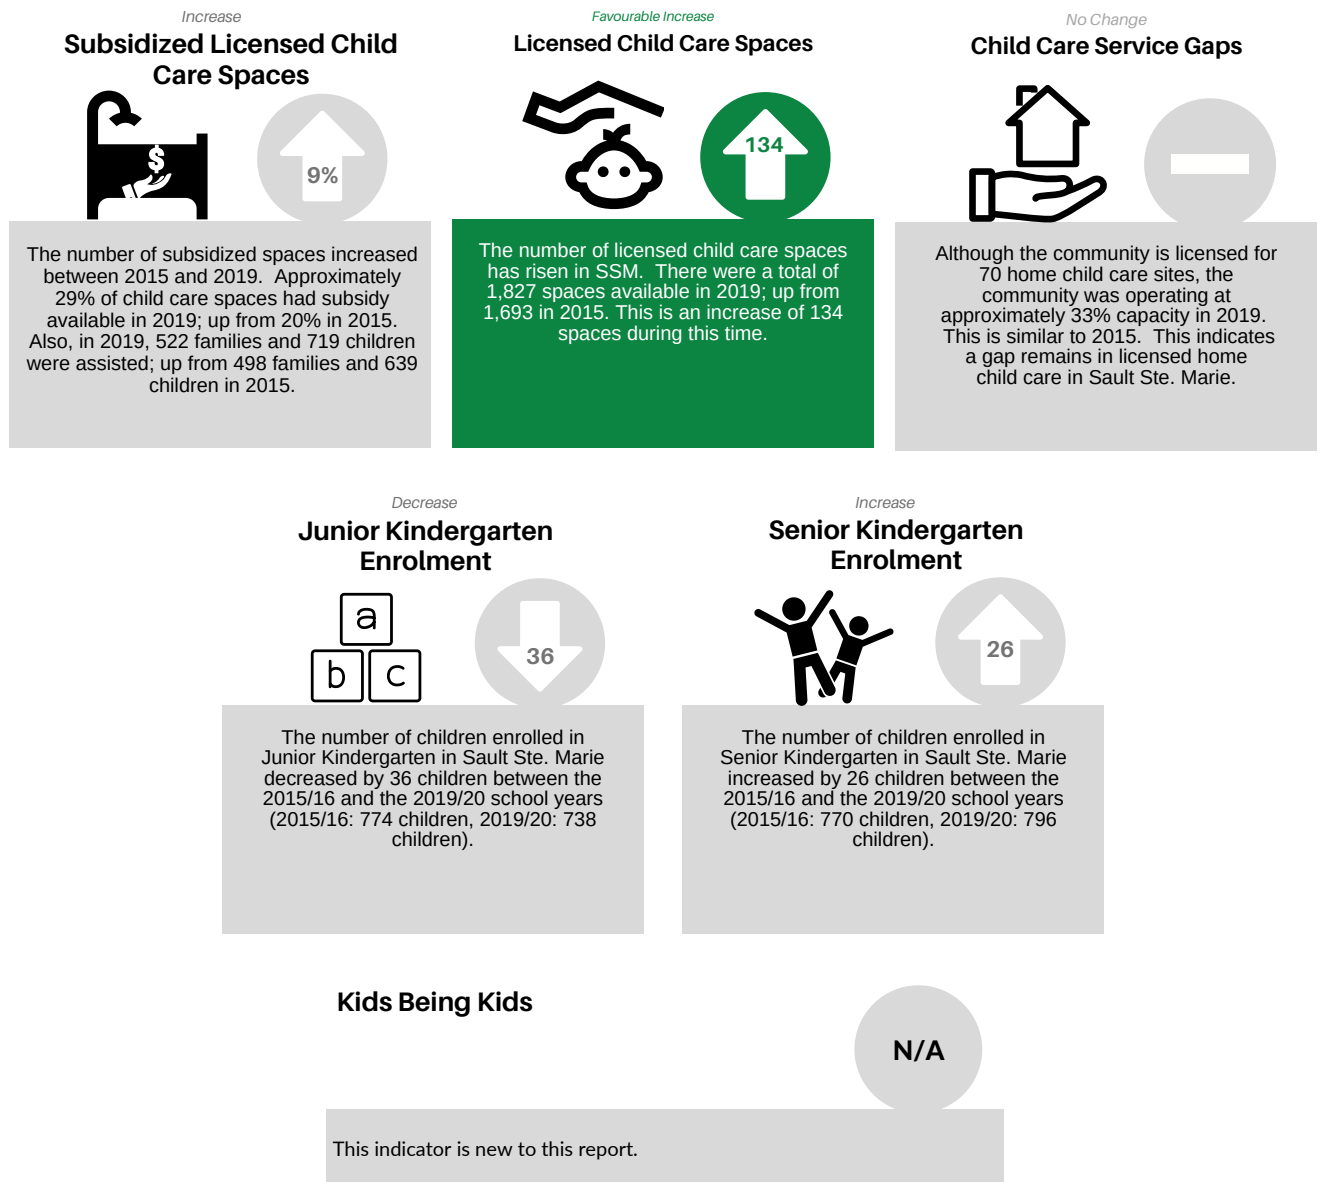 Increase
Subsidized Licensed Child
Care Spaces
$
9%
The number of subsidized spaces increased
between 2015 and 2019.  Approximately
29% of child care spaces had subsidy
available in 2019; up from 20% in 2015.
Also, in 2019, 522 families and 719 children
were assisted; up from 498 families and 639
children in 2015.
Favourable Increase
Licensed Child Care Spaces
134
The number of licensed child care spaces
has risen in SSM.  There were a total of
1,827 spaces available in 2019; up from
1,693 in 2015. This is an increase of 134
spaces during this time.
No Change
Child Care Service Gaps
Although the community is licensed for
70 home child care sites, the
community was operating at
approximately 33% capacity in 2019.
This is similar to 2015.  This indicates
a gap remains in licensed home
child care in Sault Ste. Marie.
Decrease
Junior Kindergarten
Enrolment
a
b c
36
The number of children enrolled in
Junior Kindergarten in Sault Ste. Marie
decreased by 36 children between the
2015/16 and the 2019/20 school years
(2015/16: 774 children, 2019/20: 738
children).
Increase
Senior Kindergarten
Enrolment
26
The number of children enrolled in
Senior Kindergarten in Sault Ste. Marie
increased by 26 children between the
2015/16 and the 2019/20 school years
(2015/16: 770 children, 2019/20: 796
children).
Kids Being Kids
N/A
This indicator is new to this report.